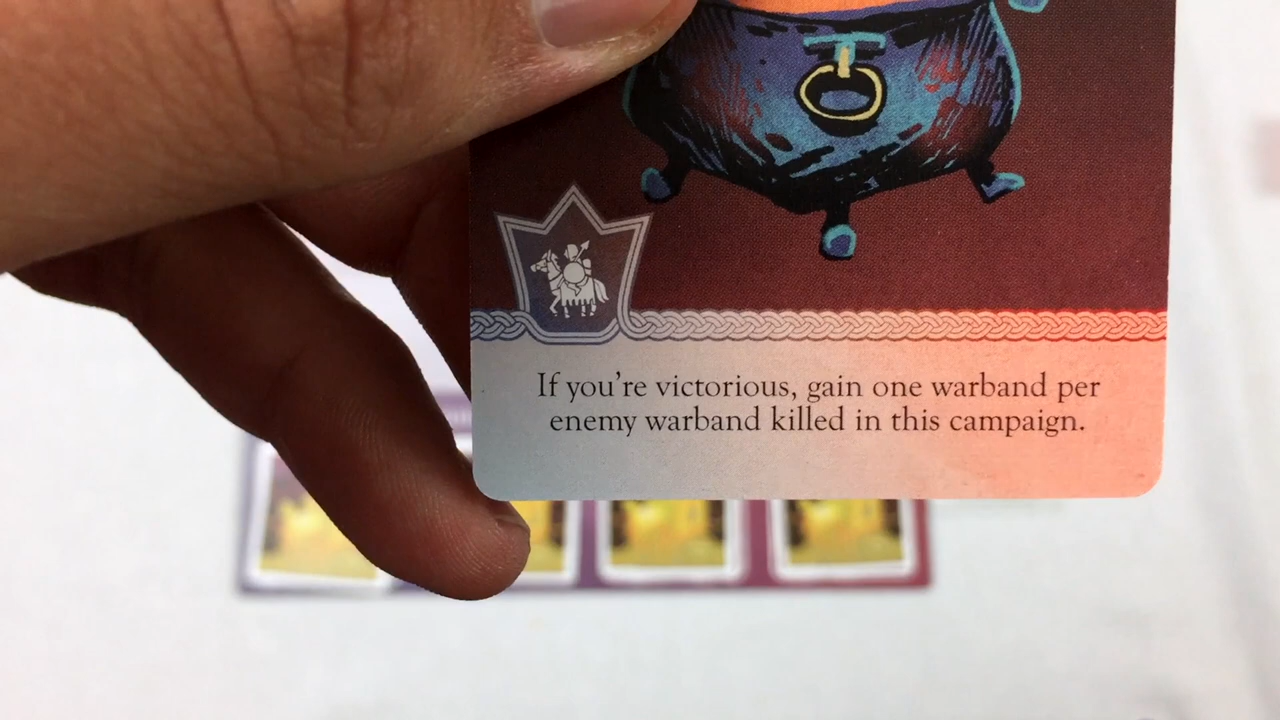 If you're victorious, gain one warband per
enemy warband killed in this campaign.